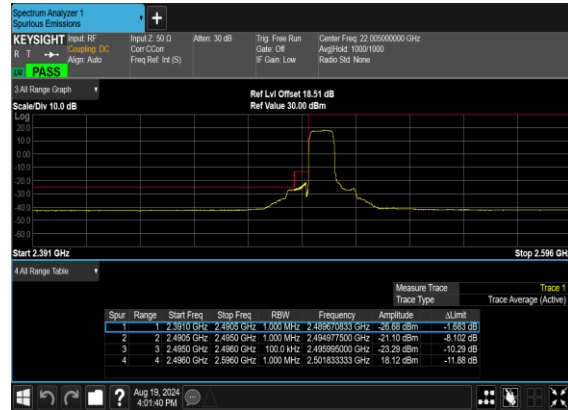 Spectrum Analyzer 1
Spurious Emissions
+
KEYSIGHT Input: RF
R T Coupling: DC
Align: Auto
LW PASS
Input Z: 50 Ω
Corr CCorr
Freq Ref: Int (S)
Atten: 30 dB
Trig: Free Run
Gate: Off
IF Gain: Low
Center Freq: 22.005000000 GHz
Avg|Hold: 1000/1000
Radio Std: None
3 All Range Graph
Scale/Div 10.0 dB
Ref Lvl Offset 18.51 dB
Ref Value 30.00 dBm
Log
20.0
10.0
0.00
-10.0
-20.0
-30.0
-40.0
-50.0
-60.0
Start 2.391 GHz
Stop 2.596 GHz
4 All Range Table
Measure Trace Trace 1
Trace Type Trace Average (Active)
Spur Range Start Freq Stop Freq RBW Frequency Amplitude ΔLimit
1 1 2.3910 GHz 2.4905 GHz 1.000 MHz 2.489670833 GHz -26.68 dBm -1.683 dB
2 2 2.4905 GHz 2.4950 GHz 1.000 MHz 2.494977500 GHz -21.10 dBm -8.102 dB
3 3 2.4950 GHz 2.4960 GHz 100.0 kHz 2.495995000 GHz -23.29 dBm -10.29 dB
4 4 2.4960 GHz 2.5960 GHz 1.000 MHz 2.501833333 GHz 18.12 dBm -11.88 dB
?
Aug 19, 2024
4:01:40 PM